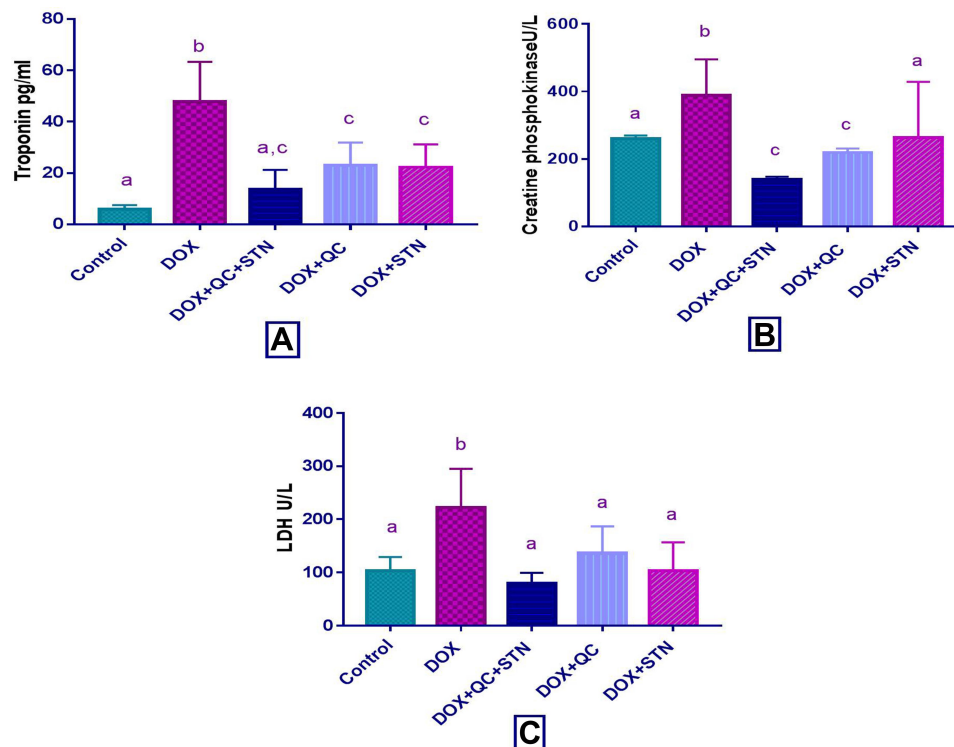 Troponin pg/ml
80
60
40
20
0
a
b
a,c
c
c
Control
DOX
DOX+QC+STN
DOX+QC
DOX+STN
A
Creatine phosphokinaseU/L
600
400
200
0
a
b
c
c
a
Control
DOX
DOX+QC+STN
DOX+QC
DOX+STN
B
LDH U/L
400
300
200
100
0
a
b
a
a
a
Control
DOX
DOX+QC+STN
DOX+QC
DOX+STN
C